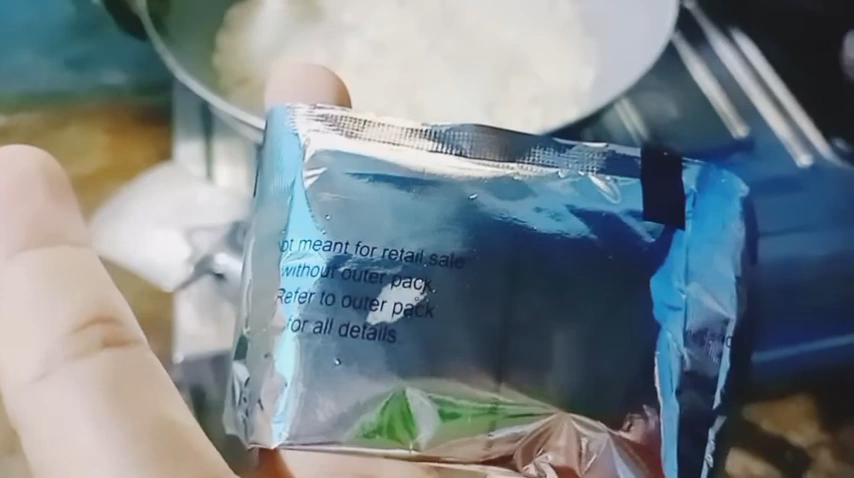 ot meant for retail sale
without outer pack
Refer to outer pack
for all details